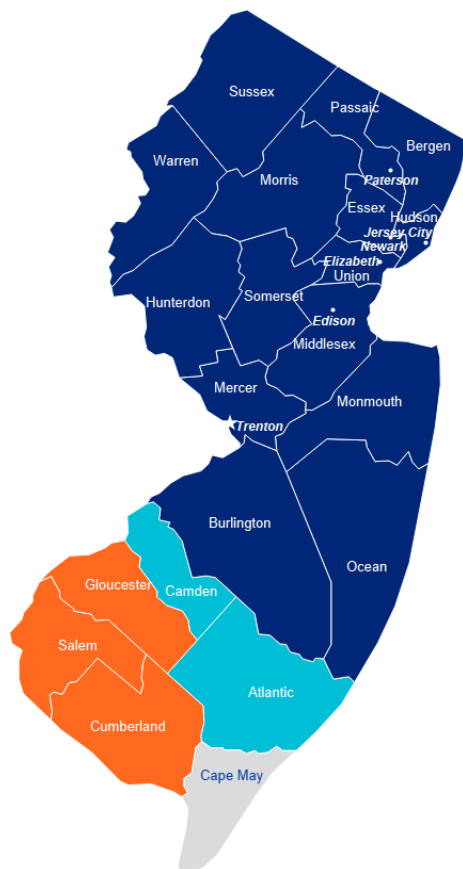 Sussex
Passaic
Bergen
Warren
Morris
Paterson
Essex
Hudson
Jersey City
Newark
Elizabeth
Union
Hunterdon
Somerset
Edison
Middlesex
Mercer
Monmouth
Trenton
Burlington
Ocean
Gloucester
Camden
Salem
Atlantic
Cumberland
Cape May